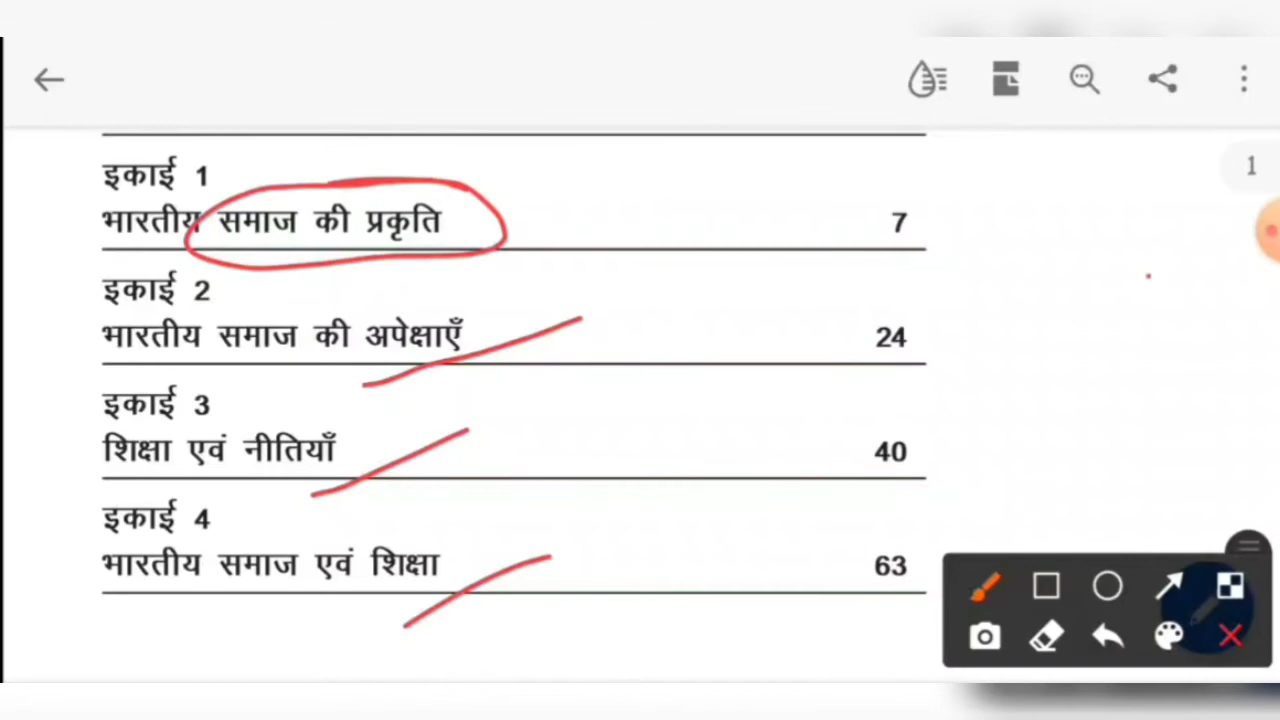 1
इकाई 1
भारतीय समाज की प्रकृति 7
इकाई 2
भारतीय समाज की अपेक्षाएँ 24
इकाई 3
शिक्षा एवं नीतियाँ 40
इकाई 4
भारतीय समाज एवं शिक्षा 63